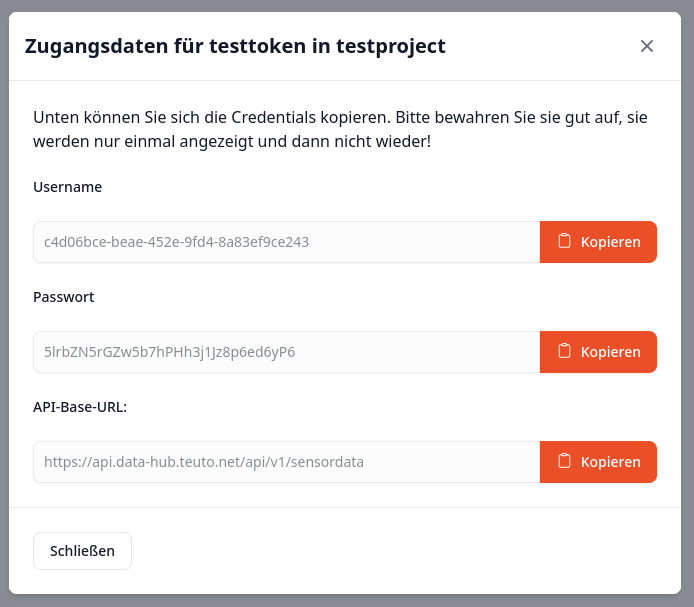 Zugangsdaten für testtoken in testproject
Unten können Sie sich die Credentials kopieren. Bitte bewahren Sie sie gut auf, sie
werden nur einmal angezeigt und dann nicht wieder!
Username
c4d06bce-beae-452e-9fd4-8a83ef9ce243
Kopieren
Passwort
5lrbZN5rGZw5b7hPHh3j1Jz8p6ed6yP6
Kopieren
API-Base-URL:
https://api.data-hub.teuto.net/api/v1/sensordata
Kopieren
Schließen